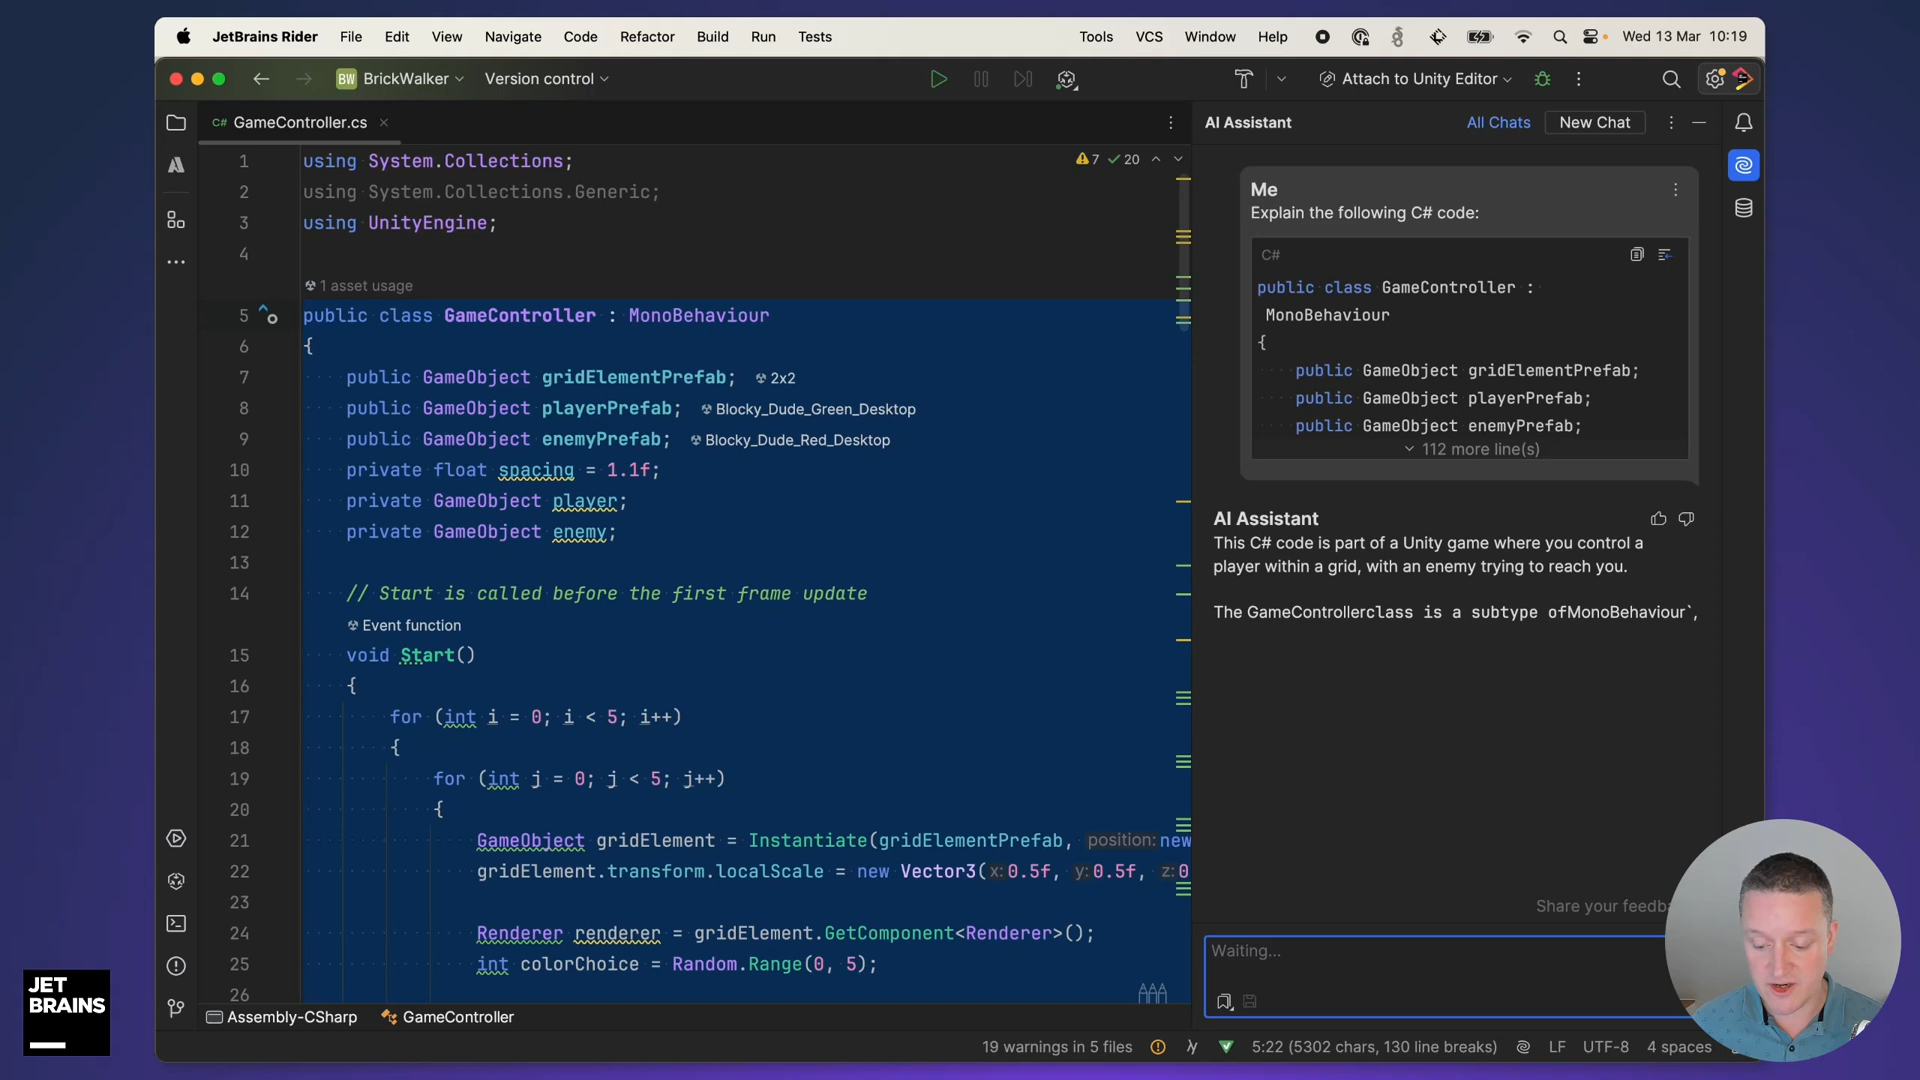 JetBrains Rider File Edit View Navigate Code Refactor Build Run Tests Tools VCS Window Help Wed 13 Mar 10:19
BW BrickWalker Version control Attach to Unity Editor
C# GameController.cs
7 20
1 using System.Collections;
2 using System.Collections.Generic;
3 using UnityEngine;
4
1 asset usage
5 public class GameController : MonoBehaviour
6 {
7 public GameObject gridElementPrefab; 2x2
8 public GameObject playerPrefab; Blocky_Dude_Green_Desktop
9 public GameObject enemyPrefab; Blocky_Dude_Red_Desktop
10 private float spacing = 1.1f;
11 private GameObject player;
12 private GameObject enemy;
13
14 // Start is called before the first frame update
Event function
15 void Start()
16 {
17 for (int i = 0; i < 5; i++)
18 {
19 for (int j = 0; j < 5; j++)
20 {
21 GameObject gridElement = Instantiate(gridElementPrefab, position: new
22 gridElement.transform.localScale = new Vector3(x: 0.5f, y: 0.5f, z: 0
23
24 Renderer renderer = gridElement.GetComponent<Renderer>();
25 int colorChoice = Random.Range(0, 5);
26
AI Assistant All Chats New Chat
Me
Explain the following C# code:
C#
public class GameController :
MonoBehaviour
{
public GameObject gridElementPrefab;
public GameObject playerPrefab;
public GameObject enemyPrefab;
112 more line(s)
AI Assistant
This C# code is part of a Unity game where you control a
player within a grid, with an enemy trying to reach you.
The GameControllerclass is a subtype ofMonoBehaviour`,
Share your feedba
Waiting...
Assembly-CSharp GameController
19 warnings in 5 files 5:22 (5302 chars, 130 line breaks) LF UTF-8 4 spaces
JET
BRAINS